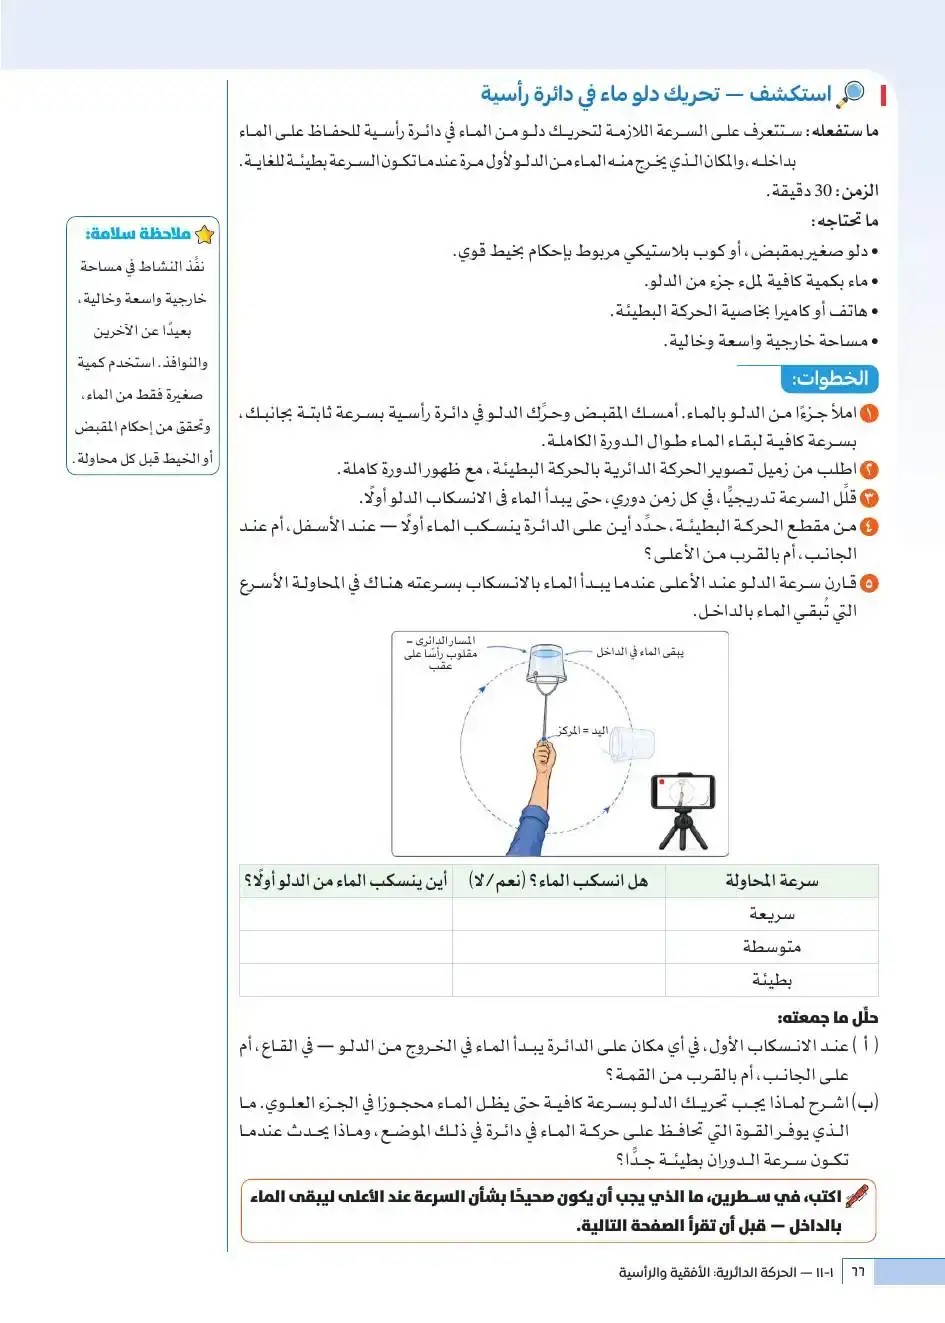 استكشف — تحريك دلو ماء في دائرة رأسية
ما ستفعله: ستتعرف على السرعة اللازمة لتحريك دلو من الماء في دائرة رأسية للحفاظ على الماء
بداخله، والمكان الذي يخرج منه الماء من الدلو لأول مرة عندما تكون السرعة بطيئة للغاية.
الزمن: 30 دقيقة.
ما تحتاجه:
• دلو صغير بمقبض، أو كوب بلاستيكي مربوط بإحكام بخيط قوي.
• ماء بكمية كافية لملء جزء من الدلو.
• هاتف أو كاميرا بخاصية الحركة البطيئة.
• مساحة خارجية واسعة وخالية.
ملاحظة سلامة:
نفّذ النشاط في مساحة
خارجية واسعة وخالية،
بعيدًا عن الآخرين
والنوافذ. استخدم كمية
صغيرة فقط من الماء،
وتحقق من إحكام المقبض
أو الخيط قبل كل محاولة.
الخطوات:
١ املأ جزءًا من الدلو بالماء. أمسك المقبض وحرِّك الدلو في دائرة رأسية بسرعة ثابتة بجانبك،
بسرعة كافية لبقاء الماء طوال الدورة الكاملة.
٢ اطلب من زميل تصوير الحركة الدائرية بالحركة البطيئة، مع ظهور الدورة كاملة.
٣ قلِّل السرعة تدريجيًّا، في كل زمن دوري، حتى يبدأ الماء فى الانسكاب الدلو أولًا.
٤ من مقطع الحركة البطيئة، حدِّد أين على الدائرة ينسكب الماء أولًا — عند الأسفل، أم عند
الجانب، أم بالقرب من الأعلى؟
٥ قارن سرعة الدلو عند الأعلى عندما يبدأ الماء بالانسكاب بسرعته هناك في المحاولة الأسرع
التي تُبقي الماء بالداخل.
المسار الدائرى –
مقلوب رأسًا على
عقب
يبقى الماء في الداخل
اليد = المركز
سرعة المحاولة
هل انسكب الماء؟ (نعم/لا)
أين ينسكب الماء من الدلو أولًا؟
سريعة
متوسطة
بطيئة
حلّل ما جمعته:
(أ) عند الانسكاب الأول، في أي مكان على الدائرة يبدأ الماء في الخروج من الدلو — في القاع، أم
على الجانب، أم بالقرب من القمة؟
(ب) اشرح لماذا يجب تحريك الدلو بسرعة كافية حتى يظل الماء محجوزا في الجزء العلوي. ما
الذي يوفر القوة التي تحافظ على حركة الماء في دائرة في ذلك الموضع، وماذا يحدث عندما
تكون سرعة الدوران بطيئة جدًّا؟
اكتب، في سطرين، ما الذي يجب أن يكون صحيحًا بشأن السرعة عند الأعلى ليبقى الماء
بالداخل — قبل أن تقرأ الصفحة التالية.
٦٦
١-١١ — الحركة الدائرية: الأفقية والرأسية